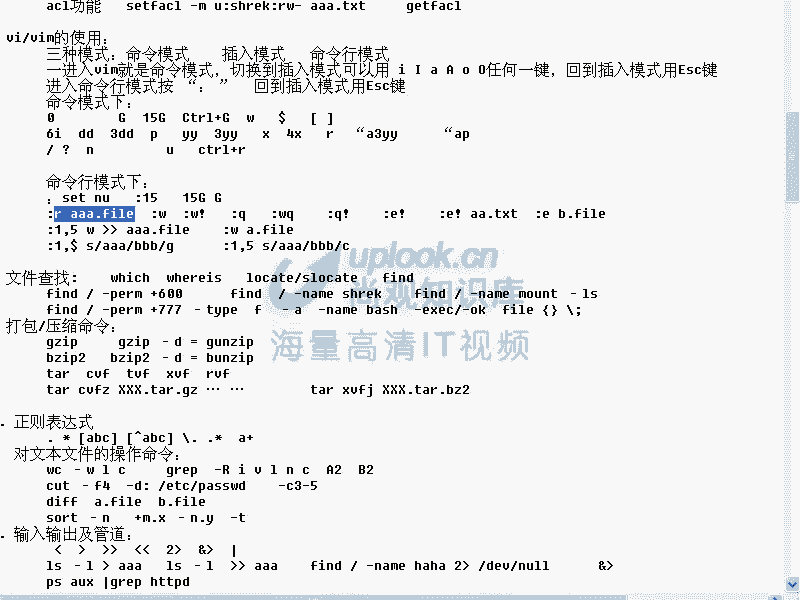 acl功能   setfacl -m u:shrek:rw- aaa.txt     getfacl
vi/vim的使用:
三种模式: 命令模式    插入模式   命令行模式
一进入vim就是命令模式, 切换到插入模式可以用 i I a A o O任何一键, 回到插入模式用Esc键
进入命令行模式按 “: ”   回到插入模式用Esc键
命令模式下:
0        G  15G  Ctrl+G  w   $   [ ]
6i  dd  3dd  p   yy  3yy   x  4x   r   “a3yy      “ap
/ ?  n         u   ctrl+r
命令行模式下:
: set nu   :15   15G G
:r aaa.file  :w  :w!   :q   :wq    :q!   :e!   :e! aa.txt  :e b.file
:1,5 w >> aaa.file    :w a.file
:1,$ s/aaa/bbb/g     :1,5 s/aaa/bbb/c
uplook.cn
尚观知识库
海量高清IT视频
文件查找:    which  whereis   locate/slocate   find
find / -perm +600      find  / -name shrek    find / -name mount -ls
find / -perm +777 -type  f  -a  -name bash  -exec/-ok  file {} \;
打包/压缩命令:
gzip     gzip -d = gunzip
bzip2   bzip2 -d = bunzip
tar  cvf  tvf  xvf  rvf
tar cvfz XXX.tar.gz … …        tar xvfj XXX.tar.bz2
. 正则表达式
. * [abc] [^abc] \. .*  a+
对文本文件的操作命令:
wc -w l c     grep  -R i v l n c  A2  B2
cut -f4  -d: /etc/passwd    -c3-5
diff  a.file  b.file
sort -n   +m.x -n.y  -t
. 输入输出及管道:
<  >  >>  <<  2>  &>  |
ls -l > aaa   ls -l  >> aaa    find / -name haha 2> /dev/null      &>
ps aux |grep httpd